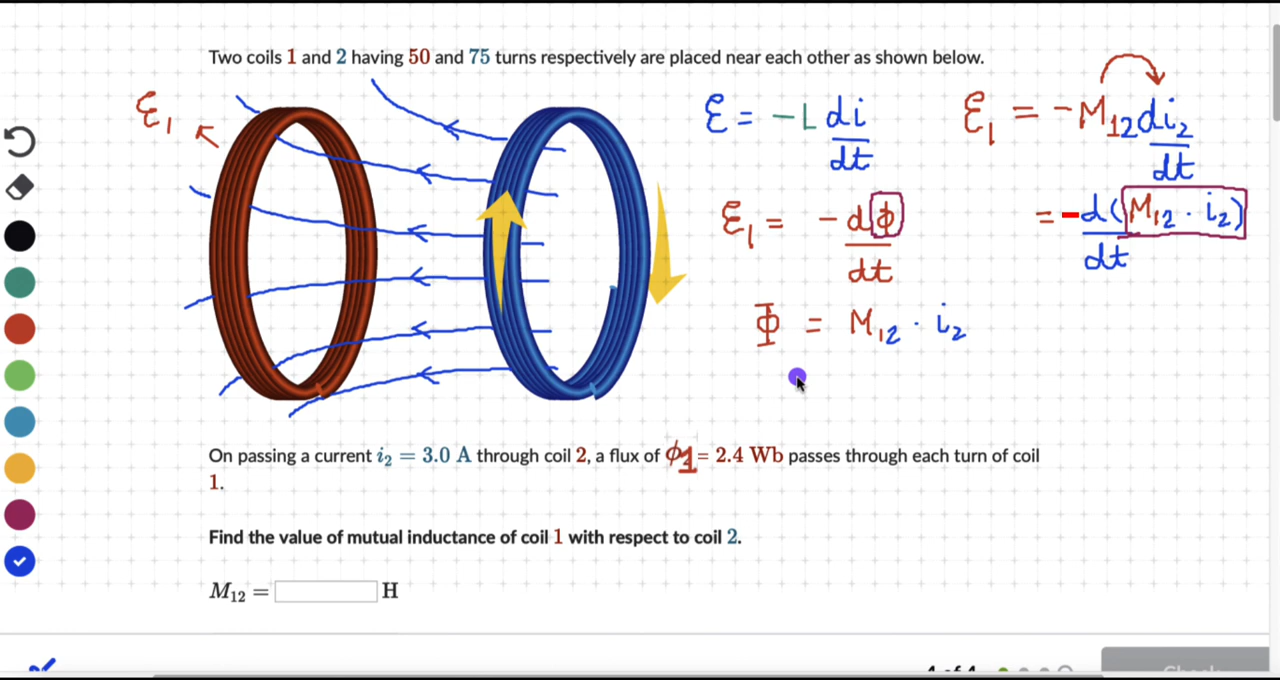 Two coils 1 and 2 having 50 and 75 turns respectively are placed near each other as shown below.
ℰ₁
ℰ = -L di/dt
ℰ₁ = -M₁₂ di₂/dt
ℰ₁ = -dϕ/dt
= -d(M₁₂ · i₂)/dt
Φ = M₁₂ · i₂
On passing a current i₂ = 3.0 A through coil 2, a flux of ϕ₁ = 2.4 Wb passes through each turn of coil
1.
Find the value of mutual inductance of coil 1 with respect to coil 2.
M₁₂ = H